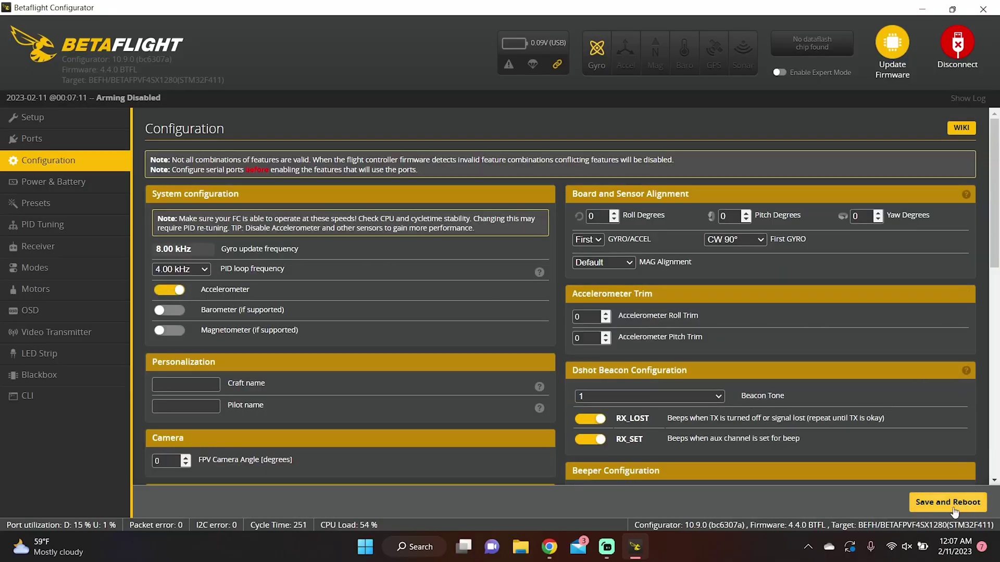 Betaflight Configurator
BETAFLIGHT
Configurator: 10.9.0 (bc6307a)
Firmware: 4.4.0 BTFL
Target: BEFH/BETAFPVF4SX1280(STM32F411)
0.09V (USB)
Gyro
Accel
Mag
N
Baro
GPS
Sonar
No dataflash
chip found
Enable Expert Mode
Update
Firmware
Disconnect
2023-02-11 @00:07:11 -- Arming Disabled
Show Log
Setup
Ports
Configuration
Power & Battery
Presets
PID Tuning
Receiver
Modes
Motors
OSD
Video Transmitter
LED Strip
Blackbox
CLI
Configuration
WIKI
Note: Not all combinations of features are valid. When the flight controller firmware detects invalid feature combinations conflicting features will be disabled.
Note: Configure serial ports before enabling the features that will use the ports.
System configuration
Note: Make sure your FC is able to operate at these speeds! Check CPU and cycletime stability. Changing this may
require PID re-tuning. TIP: Disable Accelerometer and other sensors to gain more performance.
8.00 kHz Gyro update frequency
4.00 kHz PID loop frequency ?
Accelerometer
Barometer (if supported)
Magnetometer (if supported)
Personalization
Craft name ?
Pilot name ?
Camera
0 FPV Camera Angle [degrees]
Board and Sensor Alignment ?
0 Roll Degrees 0 Pitch Degrees 0 Yaw Degrees
First GYRO/ACCEL CW 90° First GYRO
Default MAG Alignment
Accelerometer Trim
0 Accelerometer Roll Trim
0 Accelerometer Pitch Trim
Dshot Beacon Configuration ?
1 Beacon Tone
RX_LOST Beeps when TX is turned off or signal lost (repeat until TX is okay)
RX_SET Beeps when aux channel is set for beep
Beeper Configuration
Save and Reboot
Port utilization: D: 15 % U: 1 % Packet error: 0 I2C error: 0 Cycle Time: 251 CPU Load: 54 %
Configurator: 10.9.0 (bc6307a) , Firmware: 4.4.0 BTFL , Target: BEFH/BETAFPVF4SX1280(STM32F411)
59°F
Mostly cloudy
Search
3
12:07 AM
2/11/2023
7